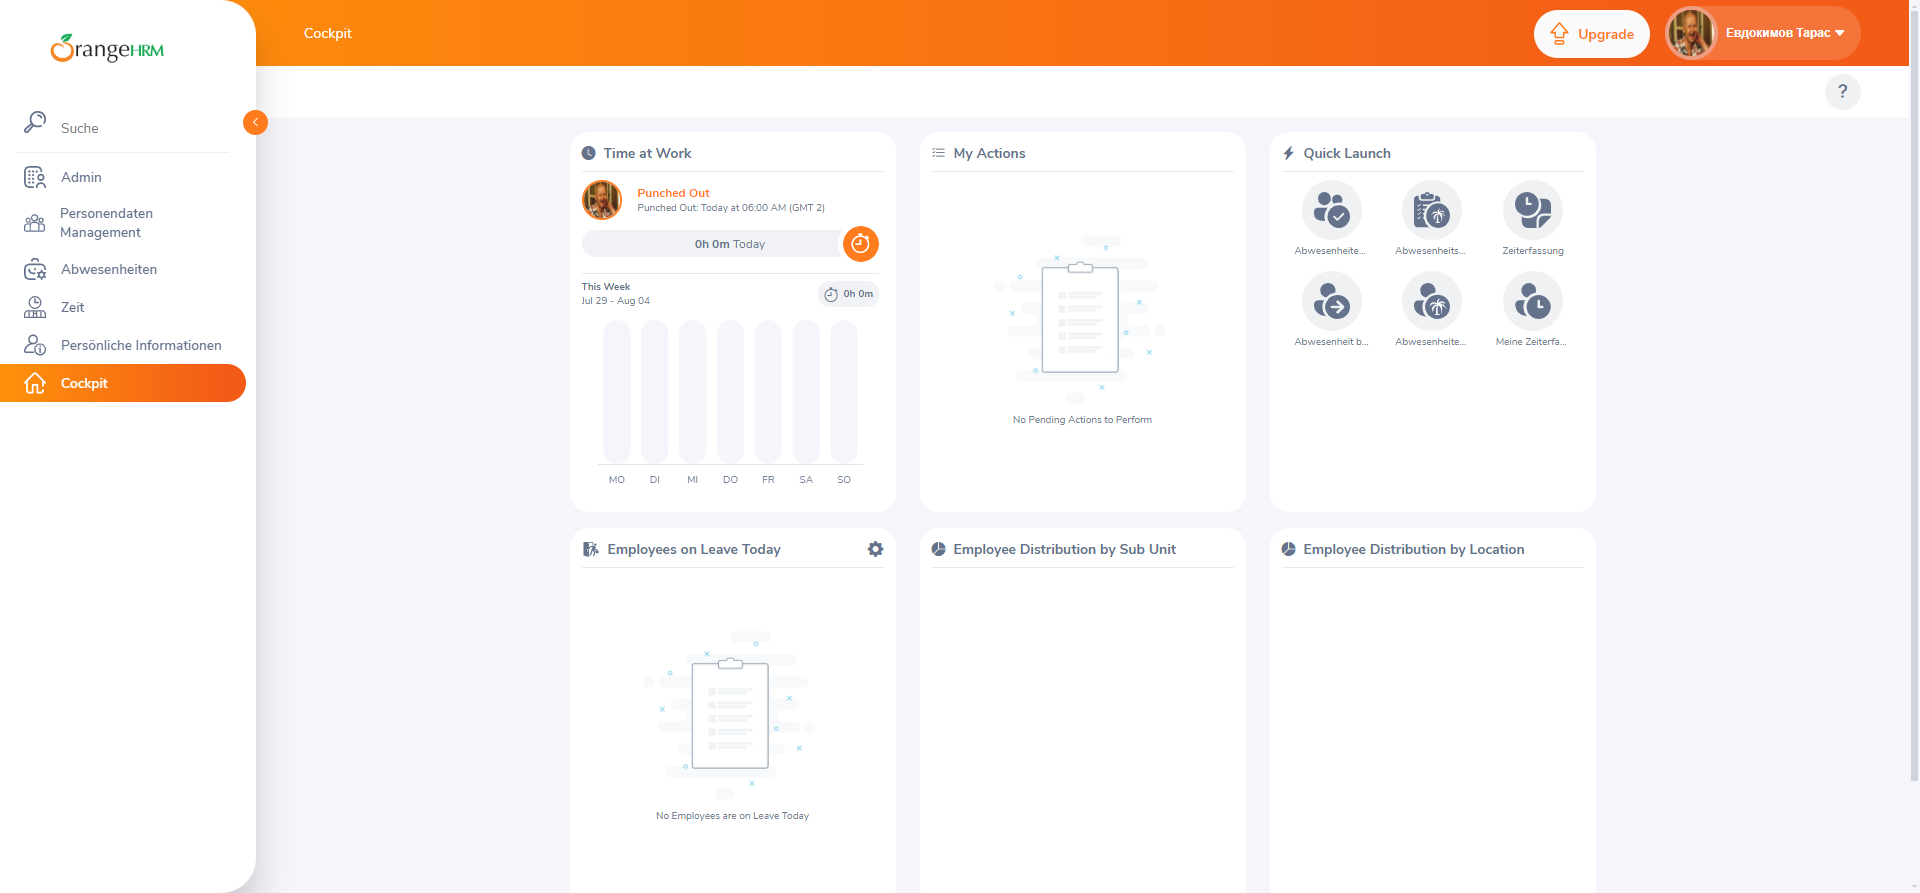 OrangeHRM
Cockpit
Upgrade
Евдокимов Тарас
?
Suche
Admin
Personendaten
Management
Abwesenheiten
Zeit
Persönliche Informationen
Cockpit
Time at Work
Punched Out
Punched Out: Today at 06:00 AM (GMT 2)
0h 0m Today
This Week
Jul 29 - Aug 04
0h 0m
MO DI MI DO FR SA SO
My Actions
No Pending Actions to Perform
Quick Launch
Abwesenheite...
Abwesenheits...
Zeiterfassung
Abwesenheit b...
Abwesenheite...
Meine Zeiterfa...
Employees on Leave Today
No Employees are on Leave Today
Employee Distribution by Sub Unit
Employee Distribution by Location